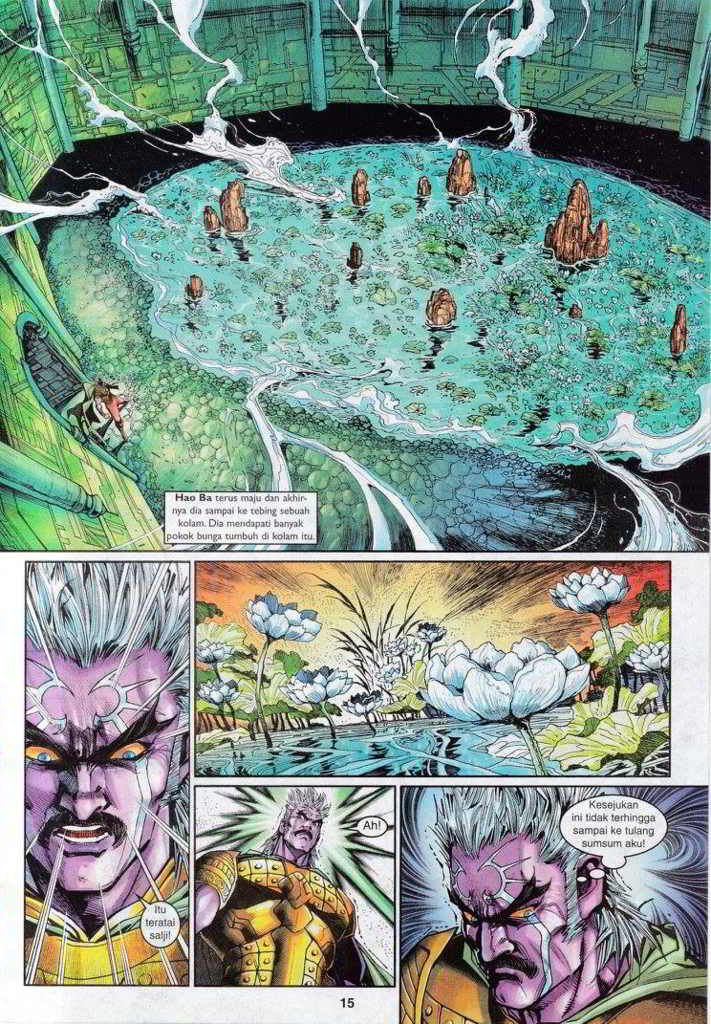 Hao Ba terus maju dan akhir-
nya dia sampai ke tebing sebuah
kolam. Dia mendapati banyak
pokok bunga tumbuh di kolam itu.
Itu
teratai
salji!
Ah!
Kesejukan
ini tidak terhingga
sampai ke tulang
sumsum aku!
15